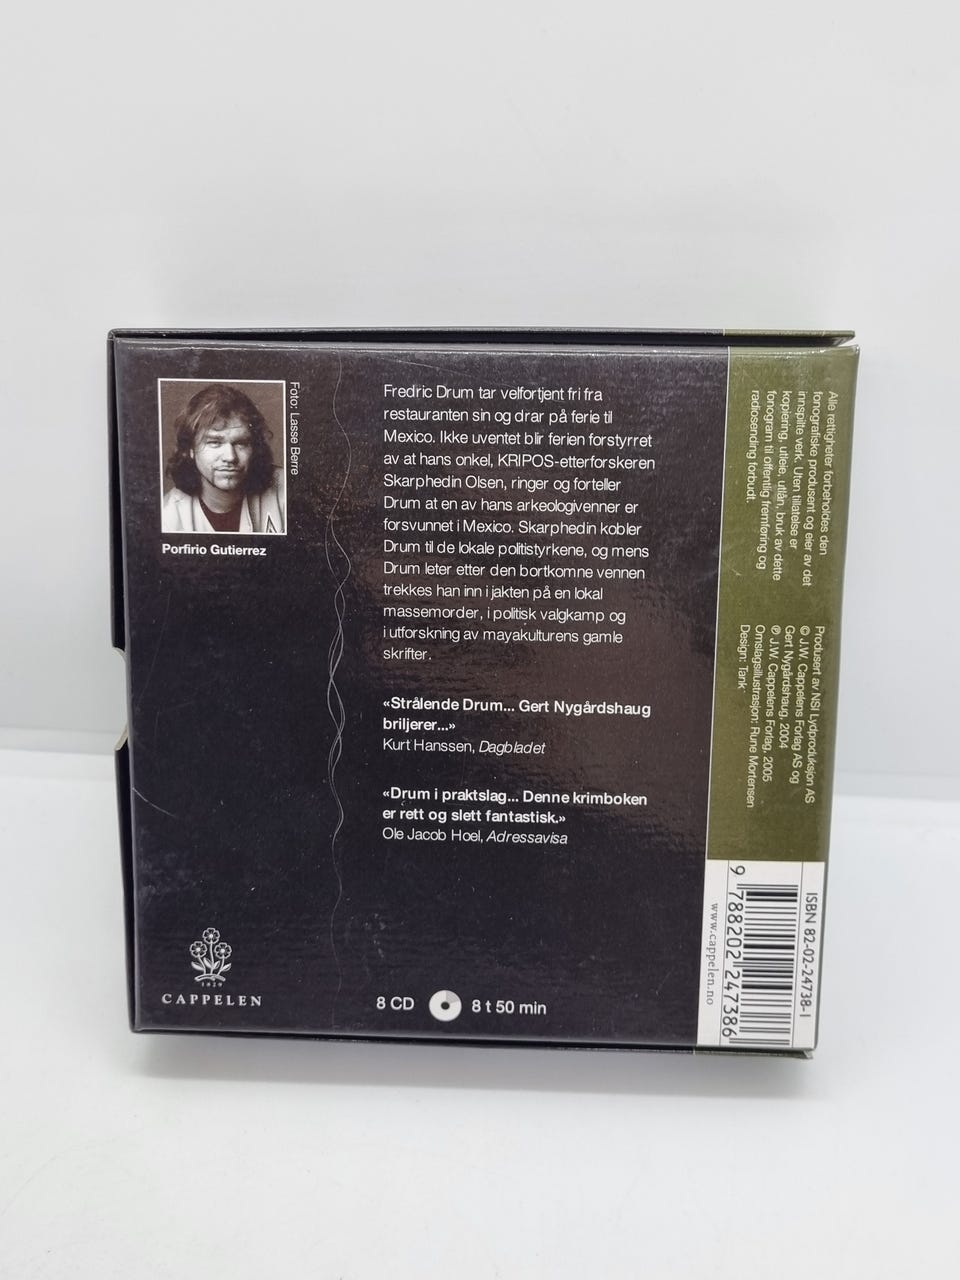 Foto: Lasse Berre
Porfirio Gutierrez
Fredric Drum tar velfortjent fri fra
restauranten sin og drar på ferie til
Mexico. Ikke uventet blir ferien forstyrret
av at hans onkel, KRIPOS-etterforskeren
Skarphedin Olsen, ringer og forteller
Drum at en av hans arkeologivenner er
forsvunnet i Mexico. Skarphedin kobler
Drum til de lokale politistyrkene, og mens
Drum leter etter den bortkomne vennen
trekkes han inn i jakten på en lokal
massemorder, i politisk valgkamp og
i utforskning av mayakulturens gamle
skrifter.
«Strålende Drum... Gert Nygårdshaug
briljerer...»
Kurt Hanssen, Dagbladet
«Drum i praktslag... Denne krimboken
er rett og slett fantastisk.»
Ole Jacob Hoel, Adressavisa
1829
CAPPELEN
8 CD 8 t 50 min
Alle rettigheter forbeholdes den
fonografiske produsent og eier av det
innspilte verk. Uten tillatelse er
kopiering, utleie, utlån, bruk av dette
fonogram til offentlig fremføring og
radiosending forbudt.
Produsert av NSI Lydproduksjon AS
© J.W. Cappelens Forlag AS og
Gert Nygårdshaug, 2004
℗ J.W. Cappelens Forlag, 2005
Omslagsillustrasjon: Rune Mortensen
Design: Tank
ISBN 82-02-24738-1
9 788202 247386
www.cappelen.no